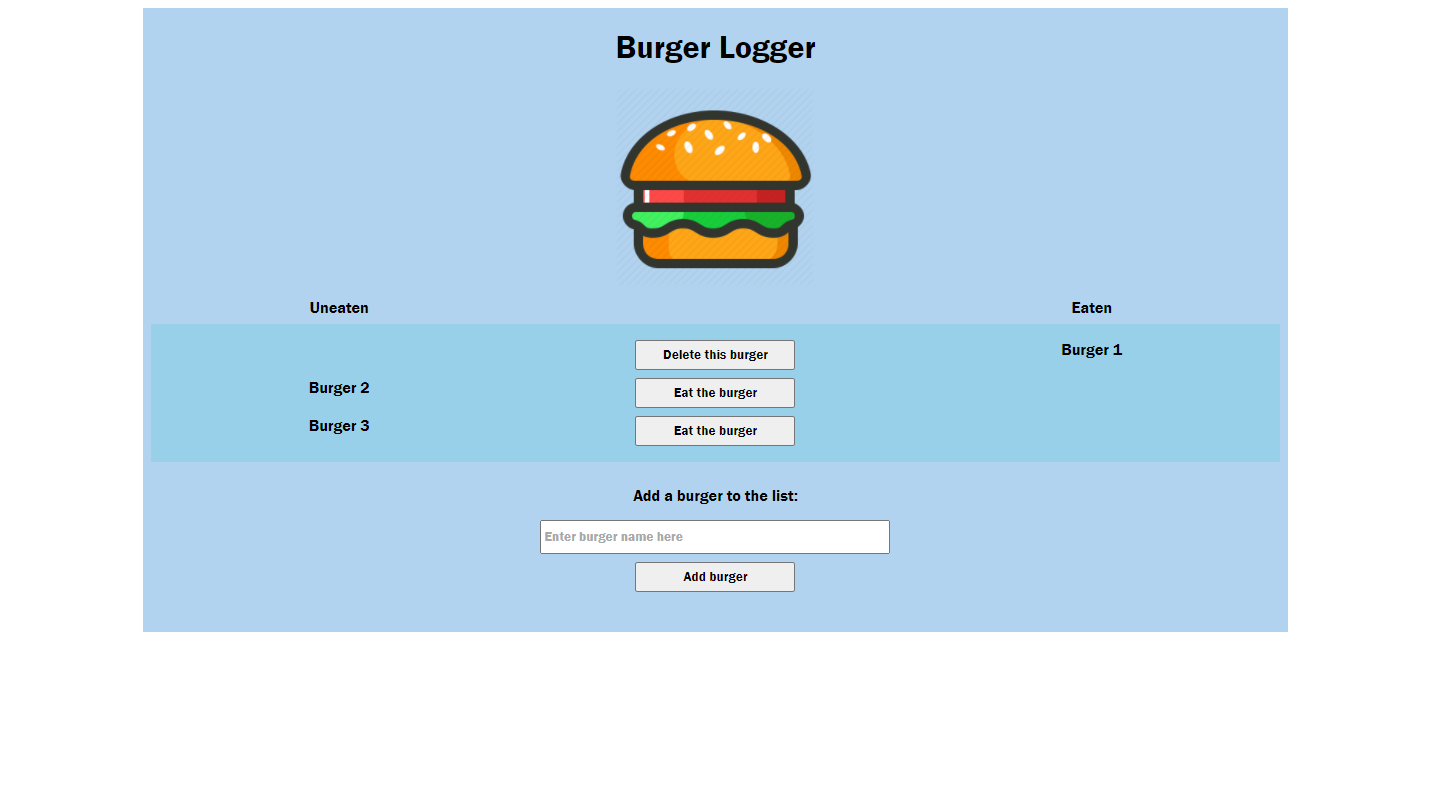 Burger Logger
Uneaten Eaten
Delete this burger Burger 1
Burger 2 Eat the burger
Burger 3 Eat the burger
Add a burger to the list:
Enter burger name here
Add burger